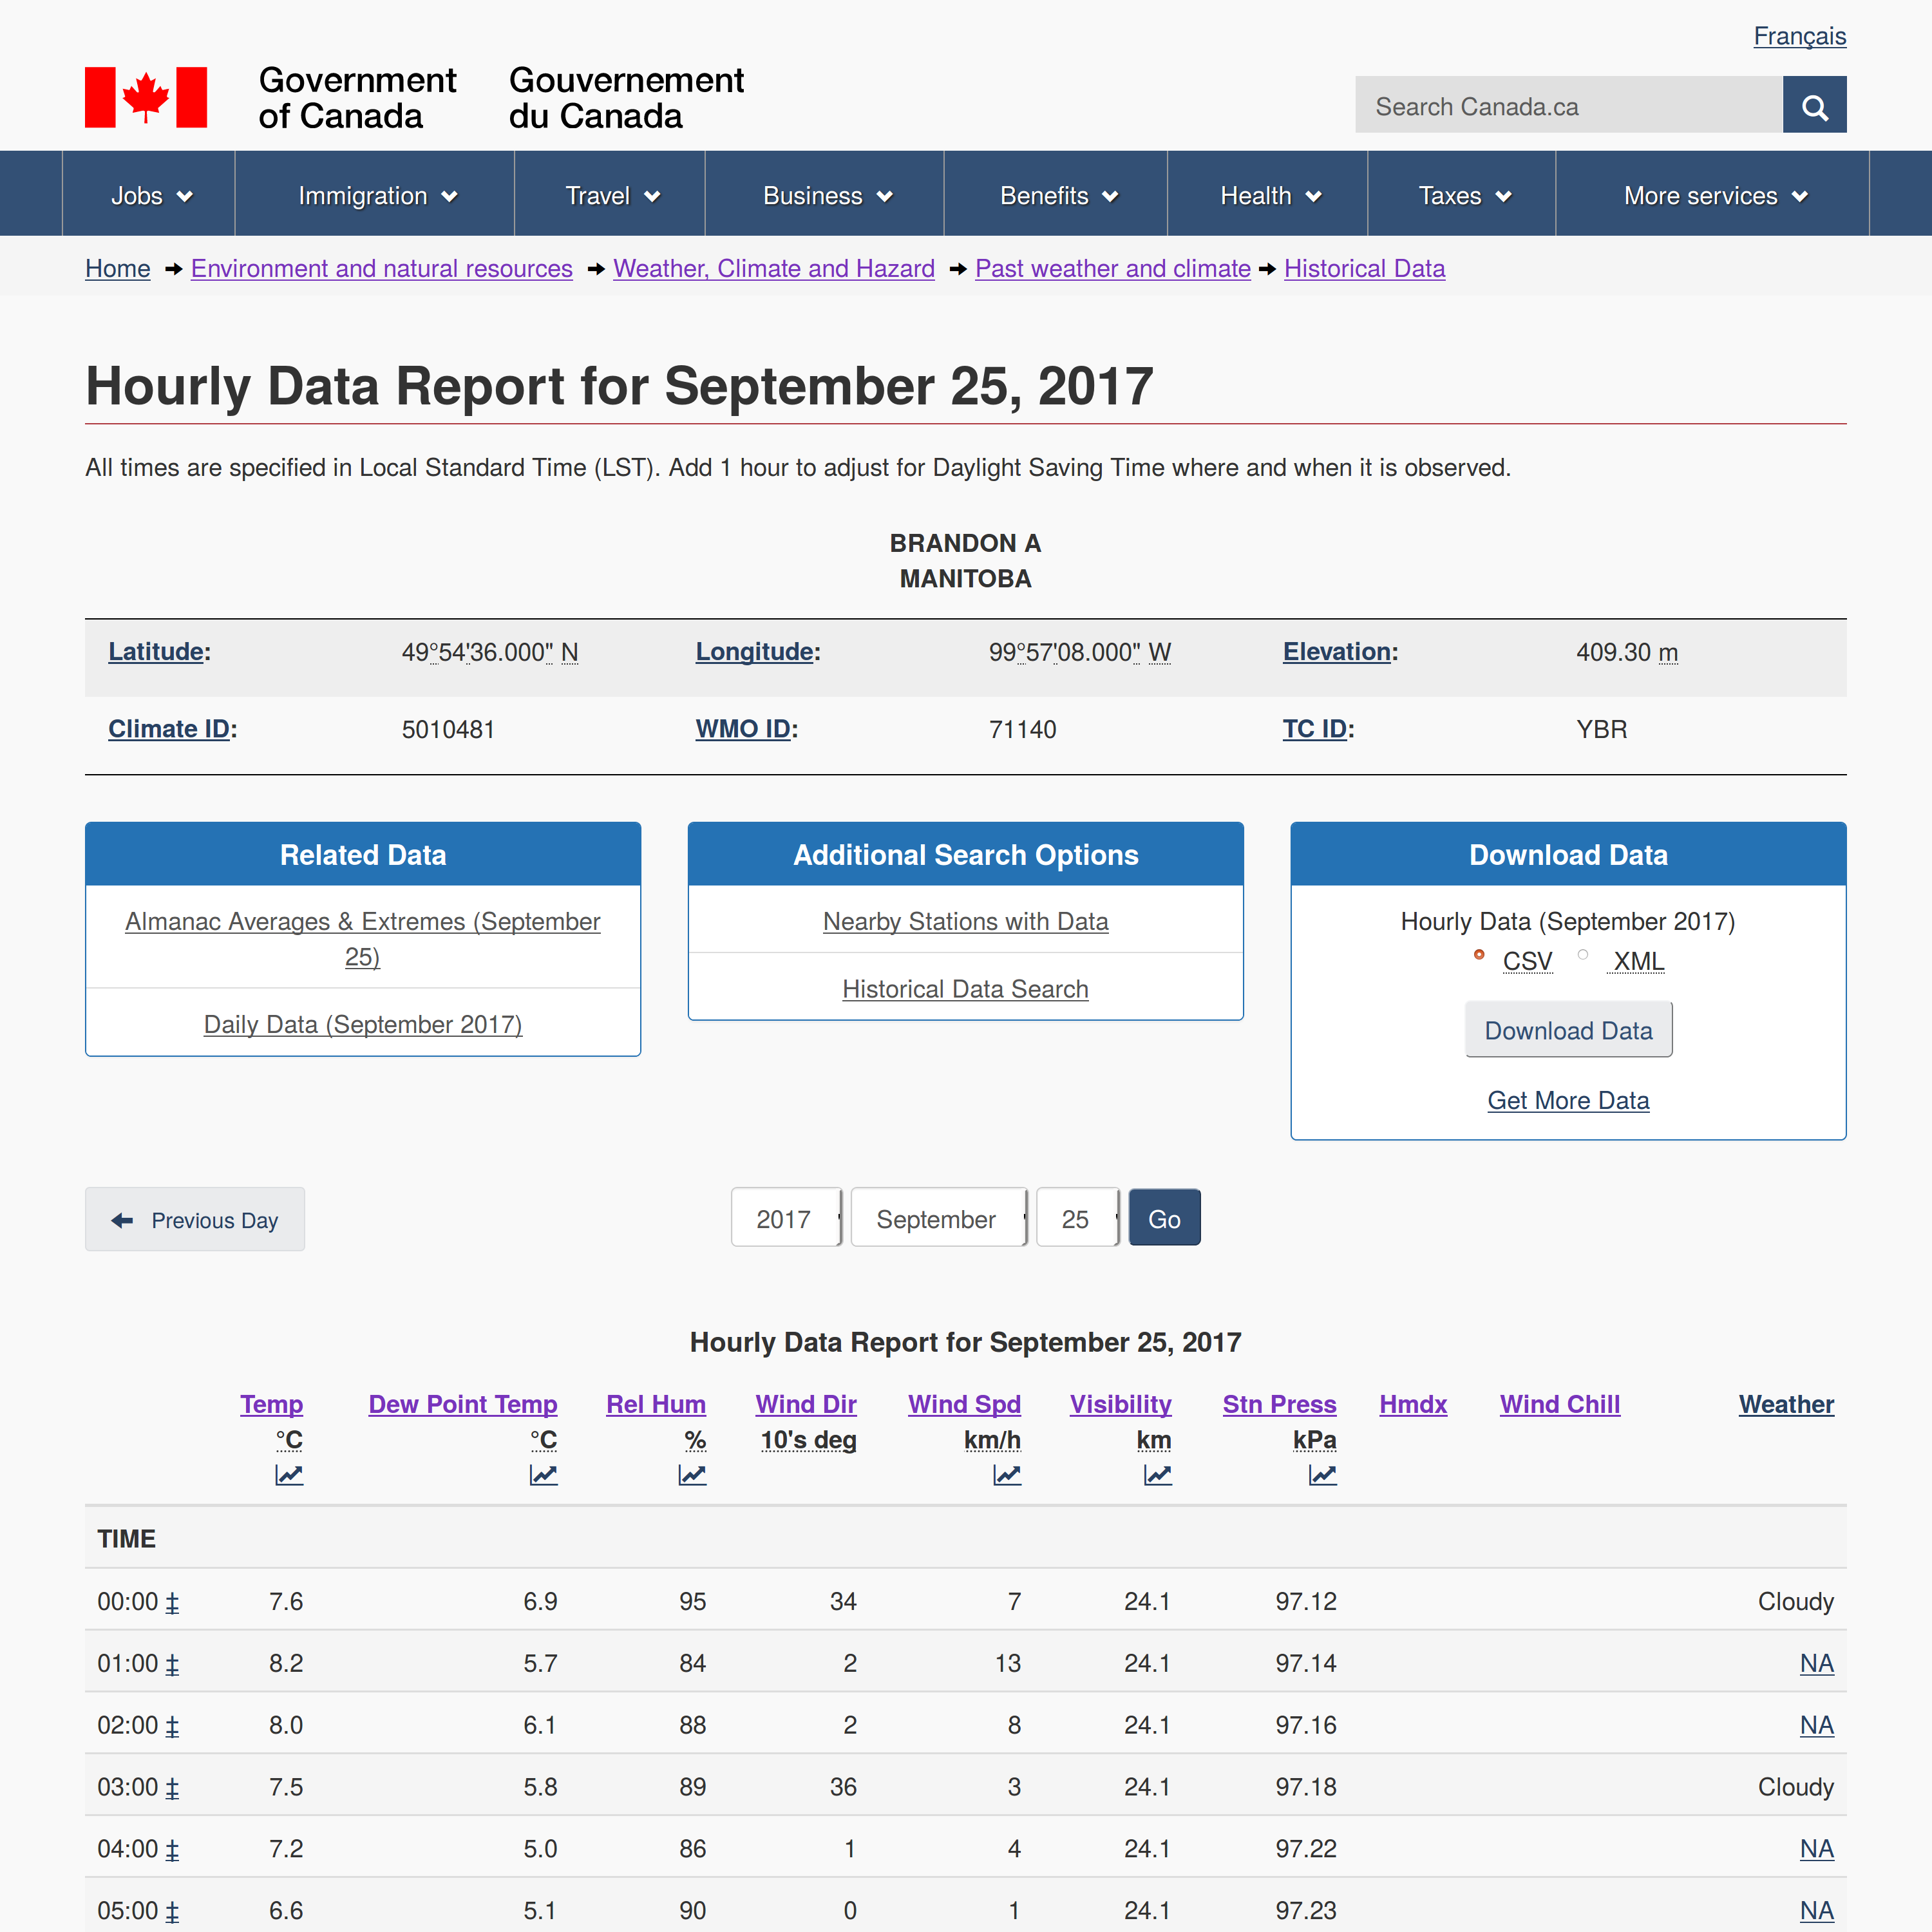 Français
Government of Canada
Gouvernement du Canada
Search Canada.ca
Jobs Immigration Travel Business Benefits Health Taxes More services
Home Environment and natural resources Weather, Climate and Hazard Past weather and climate Historical Data
Hourly Data Report for September 25, 2017
All times are specified in Local Standard Time (LST). Add 1 hour to adjust for Daylight Saving Time where and when it is observed.
BRANDON A
MANITOBA
Latitude: 49°54'36.000" N Longitude: 99°57'08.000" W Elevation: 409.30 m
Climate ID: 5010481 WMO ID: 71140 TC ID: YBR
Related Data
Almanac Averages & Extremes (September
25)
Daily Data (September 2017)
Additional Search Options
Nearby Stations with Data
Historical Data Search
Download Data
Hourly Data (September 2017)
CSV XML
Download Data
Get More Data
Previous Day 2017 September 25 Go
Hourly Data Report for September 25, 2017
Temp Dew Point Temp Rel Hum Wind Dir Wind Spd Visibility Stn Press Hmdx Wind Chill Weather
°C °C % 10's deg km/h km kPa
TIME
00:00 ‡ 7.6 6.9 95 34 7 24.1 97.12 Cloudy
01:00 ‡ 8.2 5.7 84 2 13 24.1 97.14 NA
02:00 ‡ 8.0 6.1 88 2 8 24.1 97.16 NA
03:00 ‡ 7.5 5.8 89 36 3 24.1 97.18 Cloudy
04:00 ‡ 7.2 5.0 86 1 4 24.1 97.22 NA
05:00 ‡ 6.6 5.1 90 0 1 24.1 97.23 NA